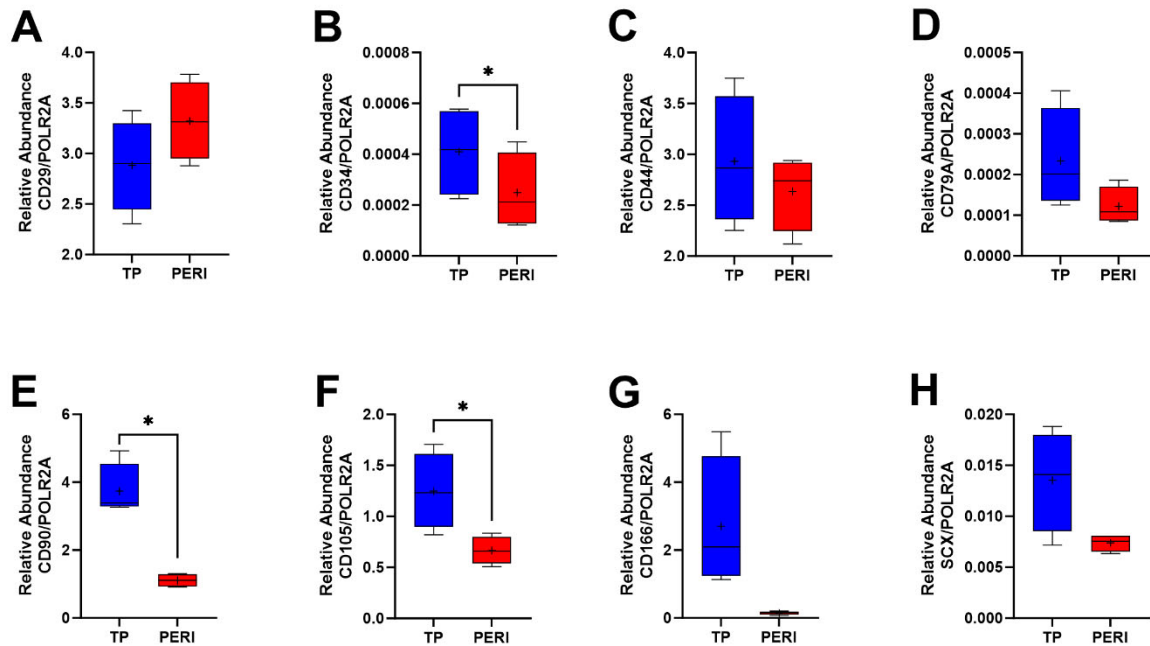 A
Relative Abundance
CD29/POLR2A
4.0
3.5
3.0
2.5
2.0
TP
PERI
B
Relative Abundance
CD34/POLR2A
0.0008
0.0006
0.0004
0.0002
0.0000
*
TP
PERI
C
Relative Abundance
CD44/POLR2A
4.0
3.5
3.0
2.5
2.0
TP
PERI
D
Relative Abundance
CD79A/POLR2A
0.0005
0.0004
0.0003
0.0002
0.0001
0.0000
TP
PERI
E
Relative Abundance
CD90/POLR2A
6
4
2
0
*
TP
PERI
F
Relative Abundance
CD105/POLR2A
2.0
1.5
1.0
0.5
0.0
*
TP
PERI
G
Relative Abundance
CD166/POLR2A
6
4
2
0
TP
PERI
H
Relative Abundance
SCX/POLR2A
0.020
0.015
0.010
0.005
0.000
TP
PERI